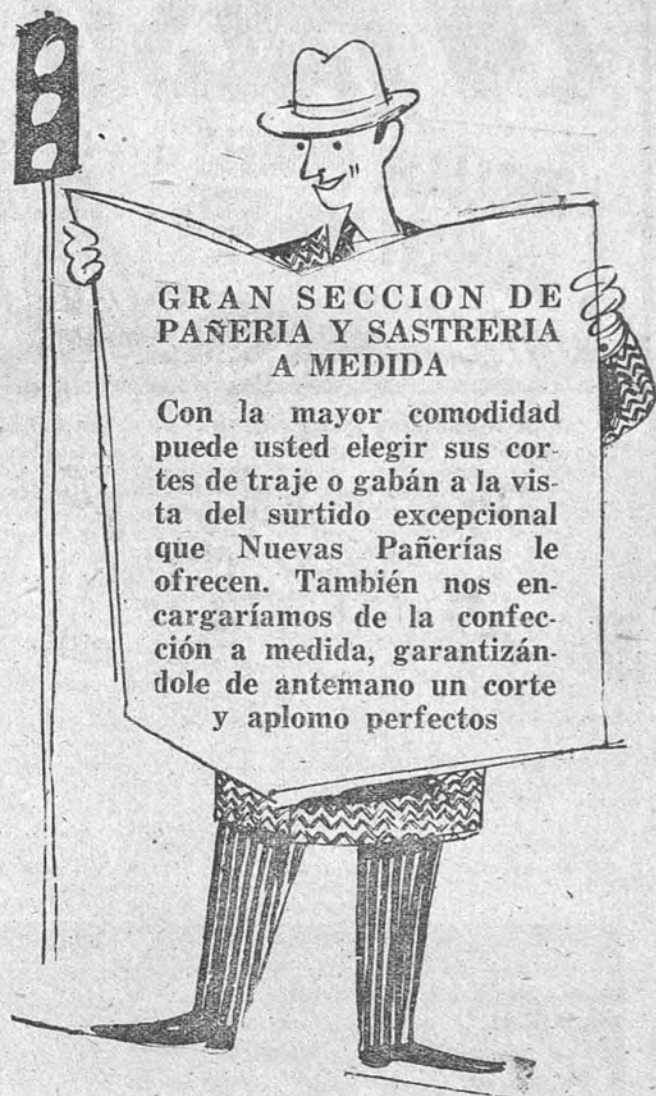 GRAN SECCION DE
PAÑERIA Y SASTRERIA
A MEDIDA
Con la mayor comodidad
puede usted elegir sus cor-
tes de traje o gabán a la vis-
ta del surtido excepcional
que Nuevas Pañerías le
ofrecen. También nos en-
cargaríamos de la confec-
ción a medida, garantizán-
dole de antemano un corte
y aplomo perfectos